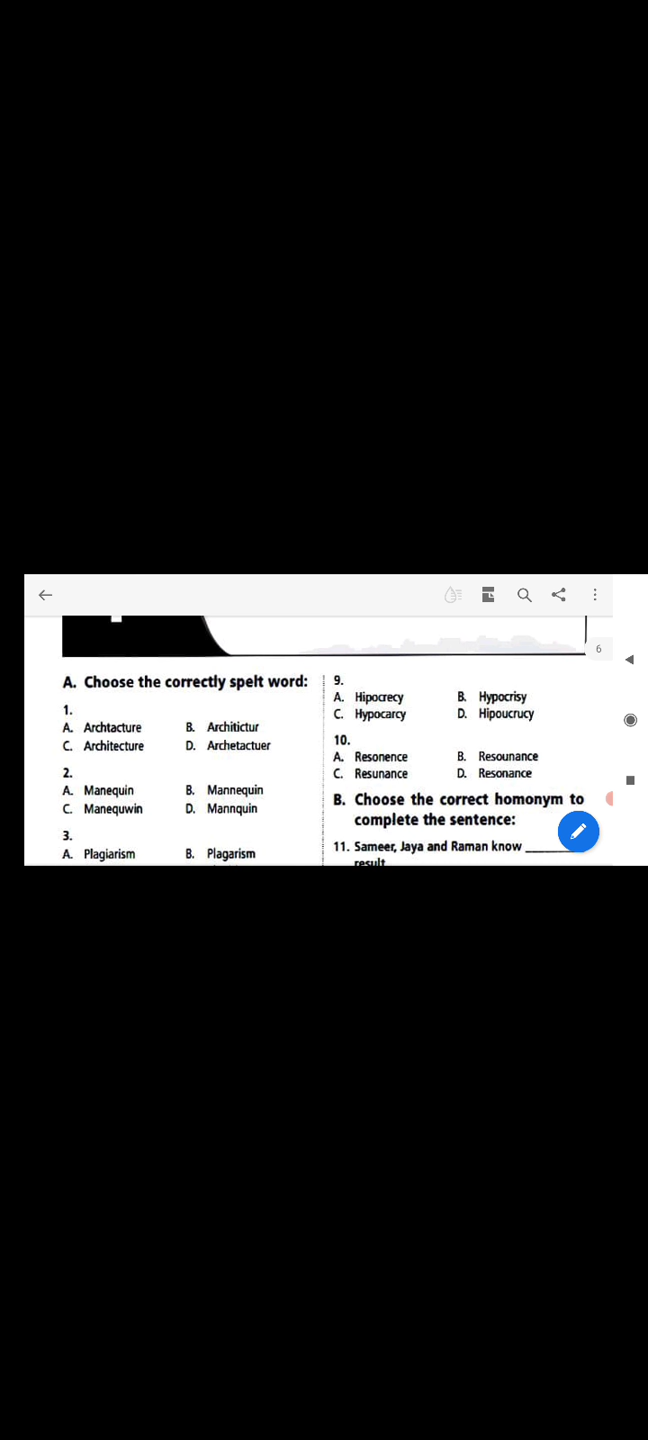 6
A. Choose the correctly spelt word:
1.
A. Archtacture B. Architictur
C. Architecture D. Archetactuer
2.
A. Manequin B. Mannequin
C. Manequwin D. Mannquin
3.
A. Plagiarism B. Plagarism
9.
A. Hipocrecy B. Hypocrisy
C. Hypocarcy D. Hipoucrucy
10.
A. Resonence B. Resounance
C. Resunance D. Resonance
B. Choose the correct homonym to
complete the sentence:
11. Sameer, Jaya and Raman know ________
result